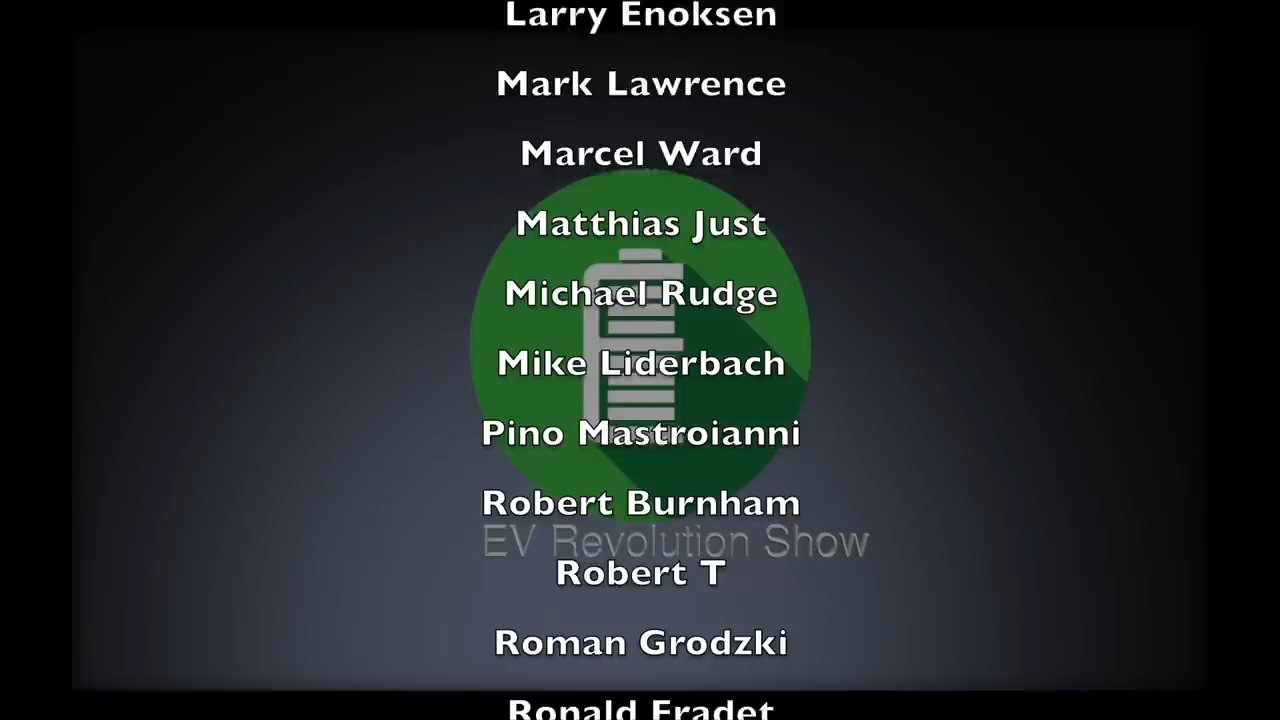 Larry Enoksen
Mark Lawrence
Marcel Ward
Matthias Just
Michael Rudge
Mike Liderbach
Pino Mastroianni
Robert Burnham
EV Revolution Show
Robert T
Roman Grodzki
Ronald Fradet